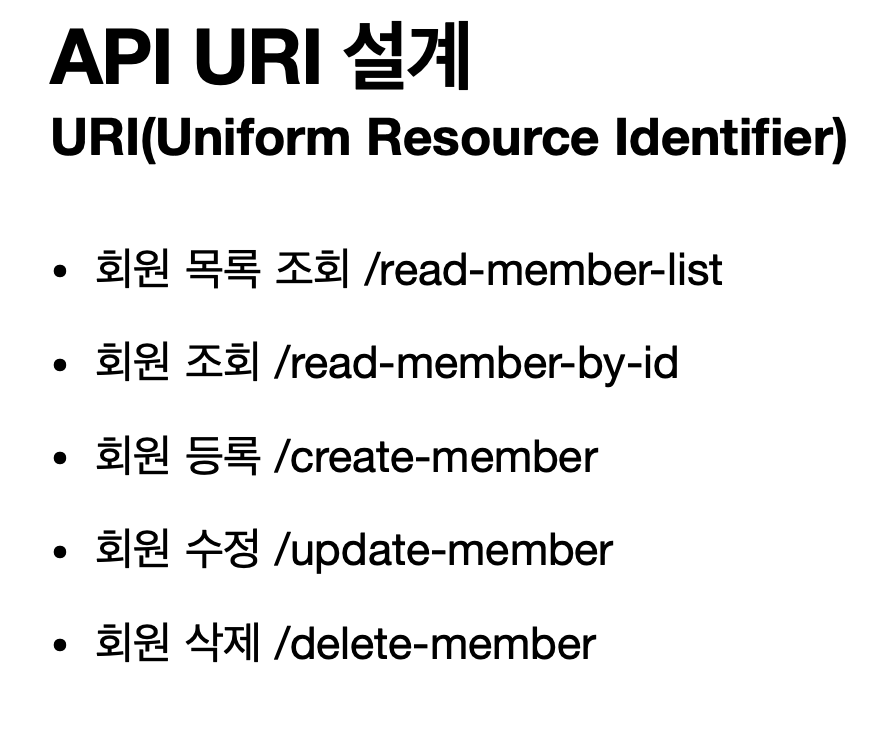 API URI 설계
URI(Uniform Resource Identifier)
• 회원 목록 조회 /read-member-list
• 회원 조회 /read-member-by-id
• 회원 등록 /create-member
• 회원 수정 /update-member
• 회원 삭제 /delete-member